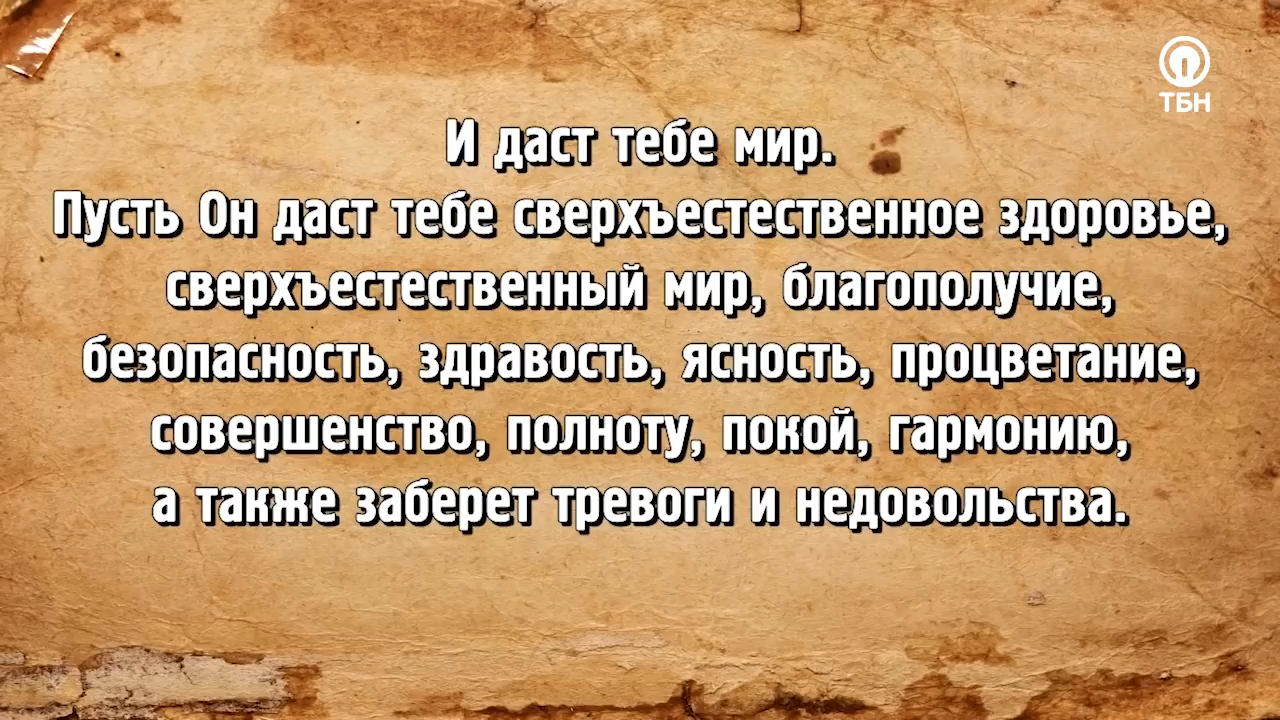 ТБН
И даст тебе мир.
Пусть Он даст тебе сверхъестественное здоровье,
сверхъестественный мир, благополучие,
безопасность, здравость, ясность, процветание,
совершенство, полноту, покой, гармонию,
а также заберет тревоги и недовольства.